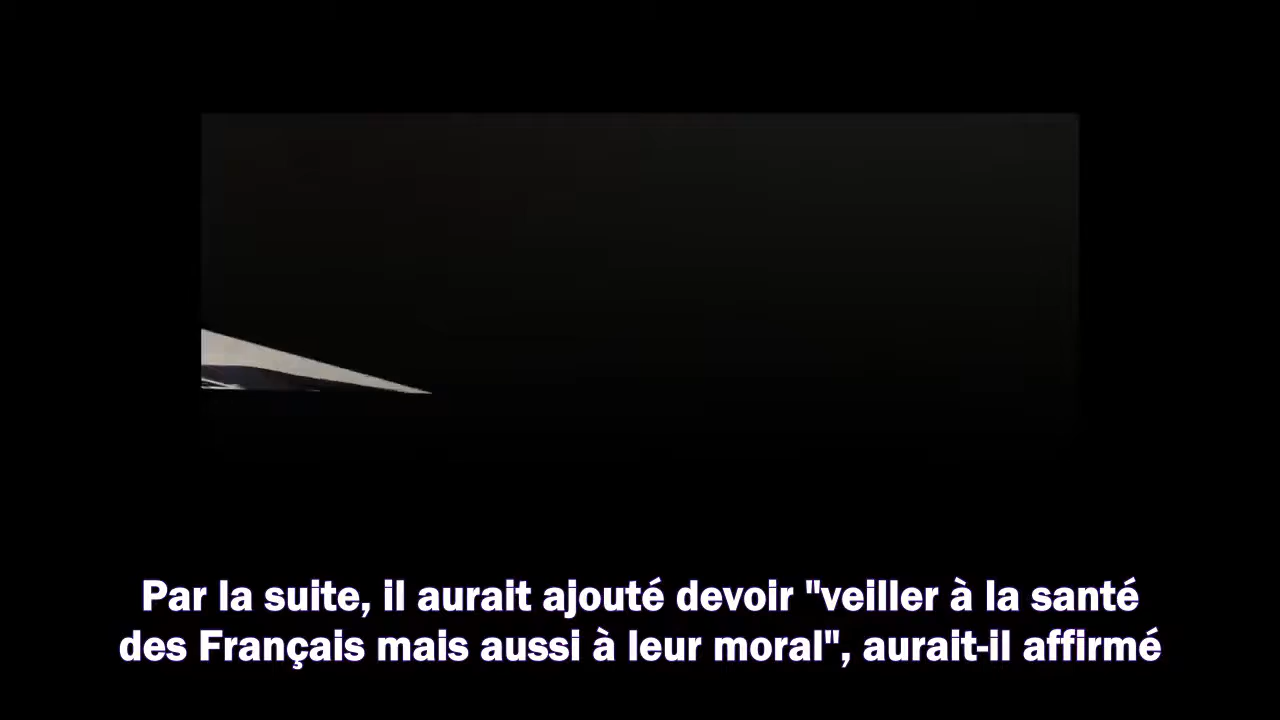 Par la suite, il aurait ajouté devoir "veiller à la santé
des Français mais aussi à leur moral", aurait-il affirmé